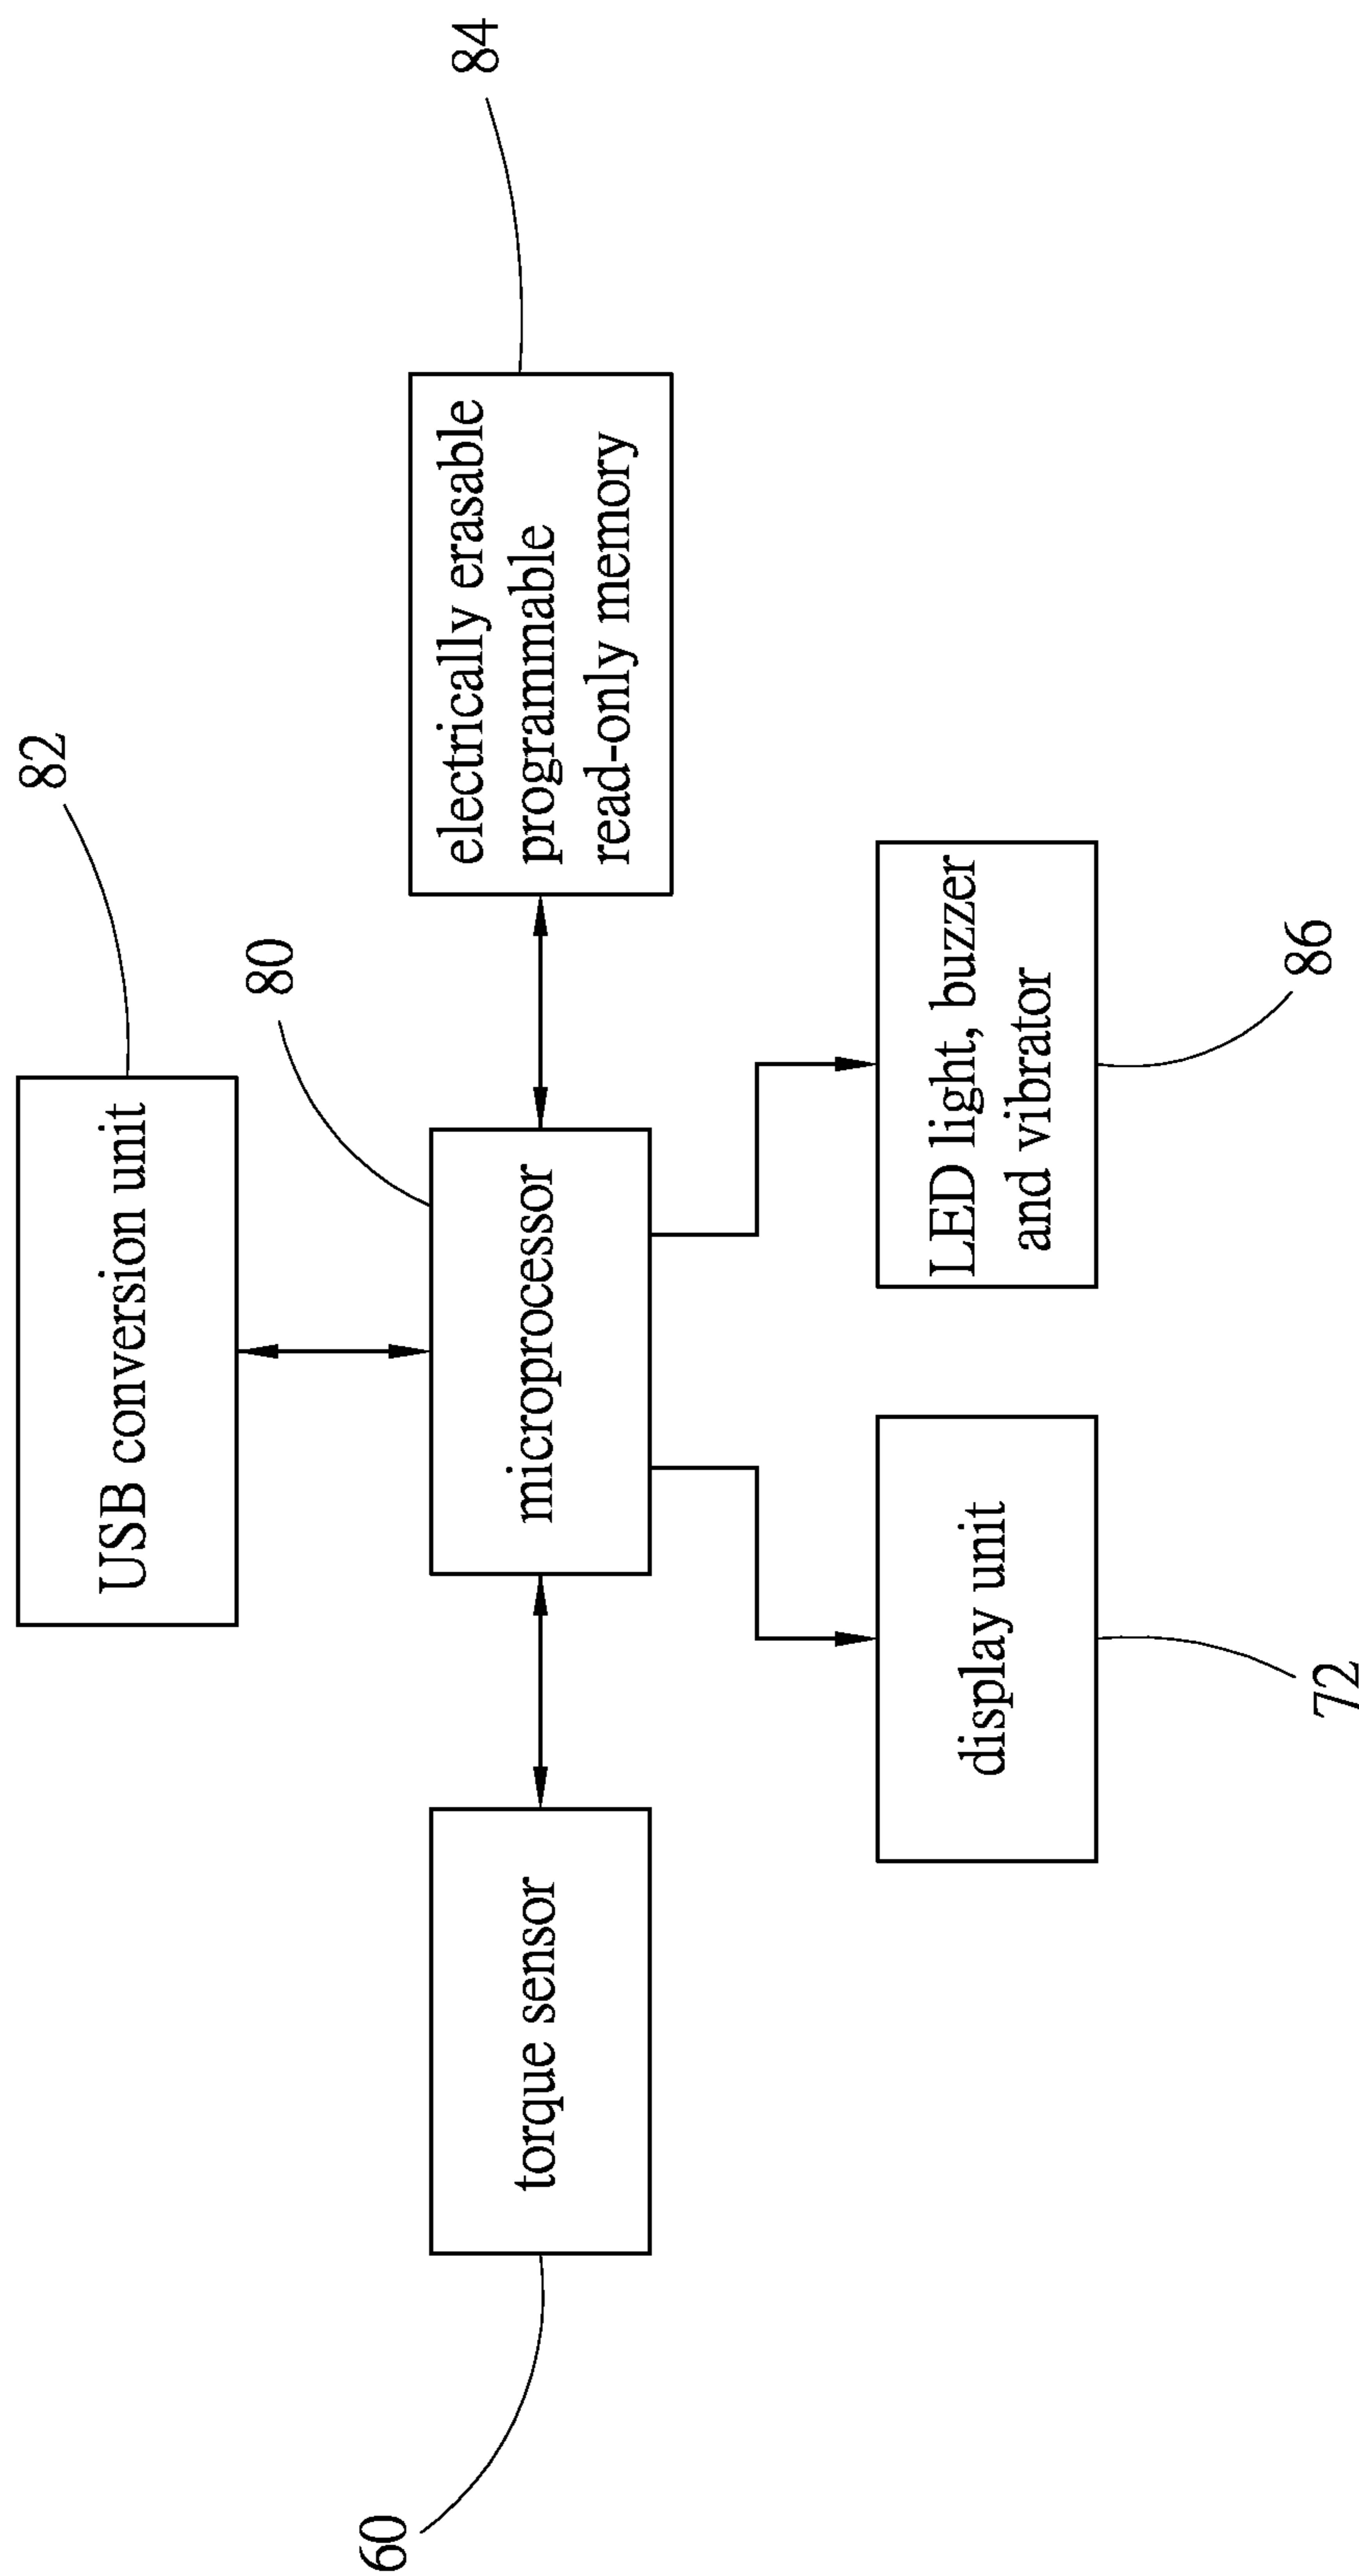 82
USB conversion unit
80
84
60
torque sensor
microprocessor
electrically erasable
programmable
read-only memory
display unit
72
LED light, buzzer
and vibrator
86